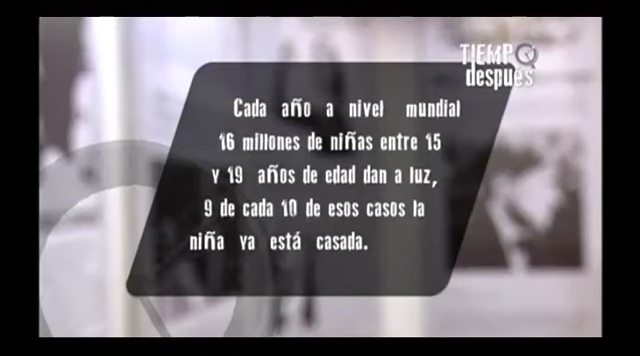 TIEMPO
después
Cada año a nivel mundial
16 millones de niñas entre 15
y 19 años de edad dan a luz,
9 de cada 10 de esos casos la
niña ya está casada.